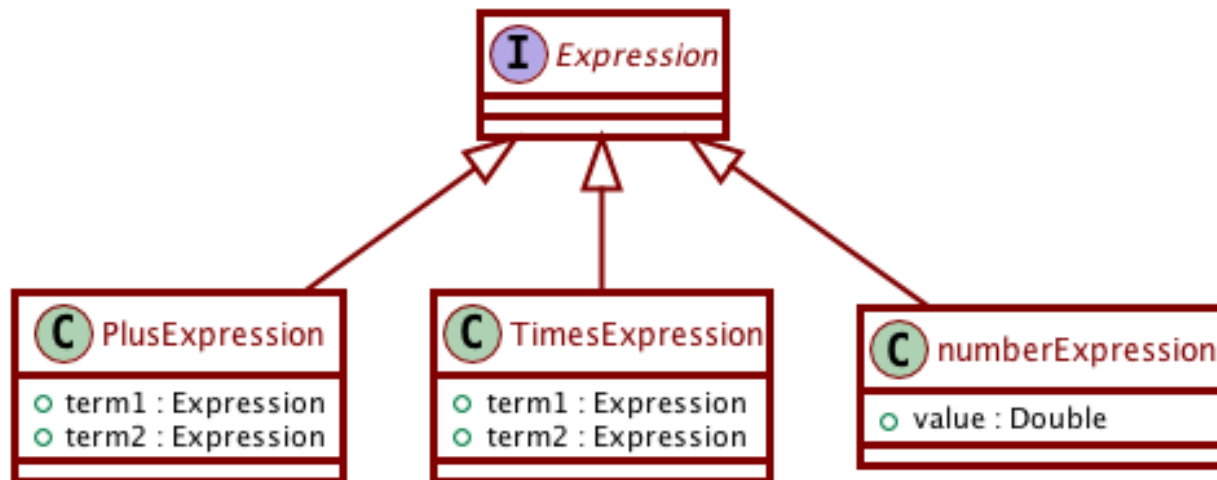 I Expression
C PlusExpression
term1 : Expression
term2 : Expression
C TimesExpression
term1 : Expression
term2 : Expression
C numberExpression
value : Double